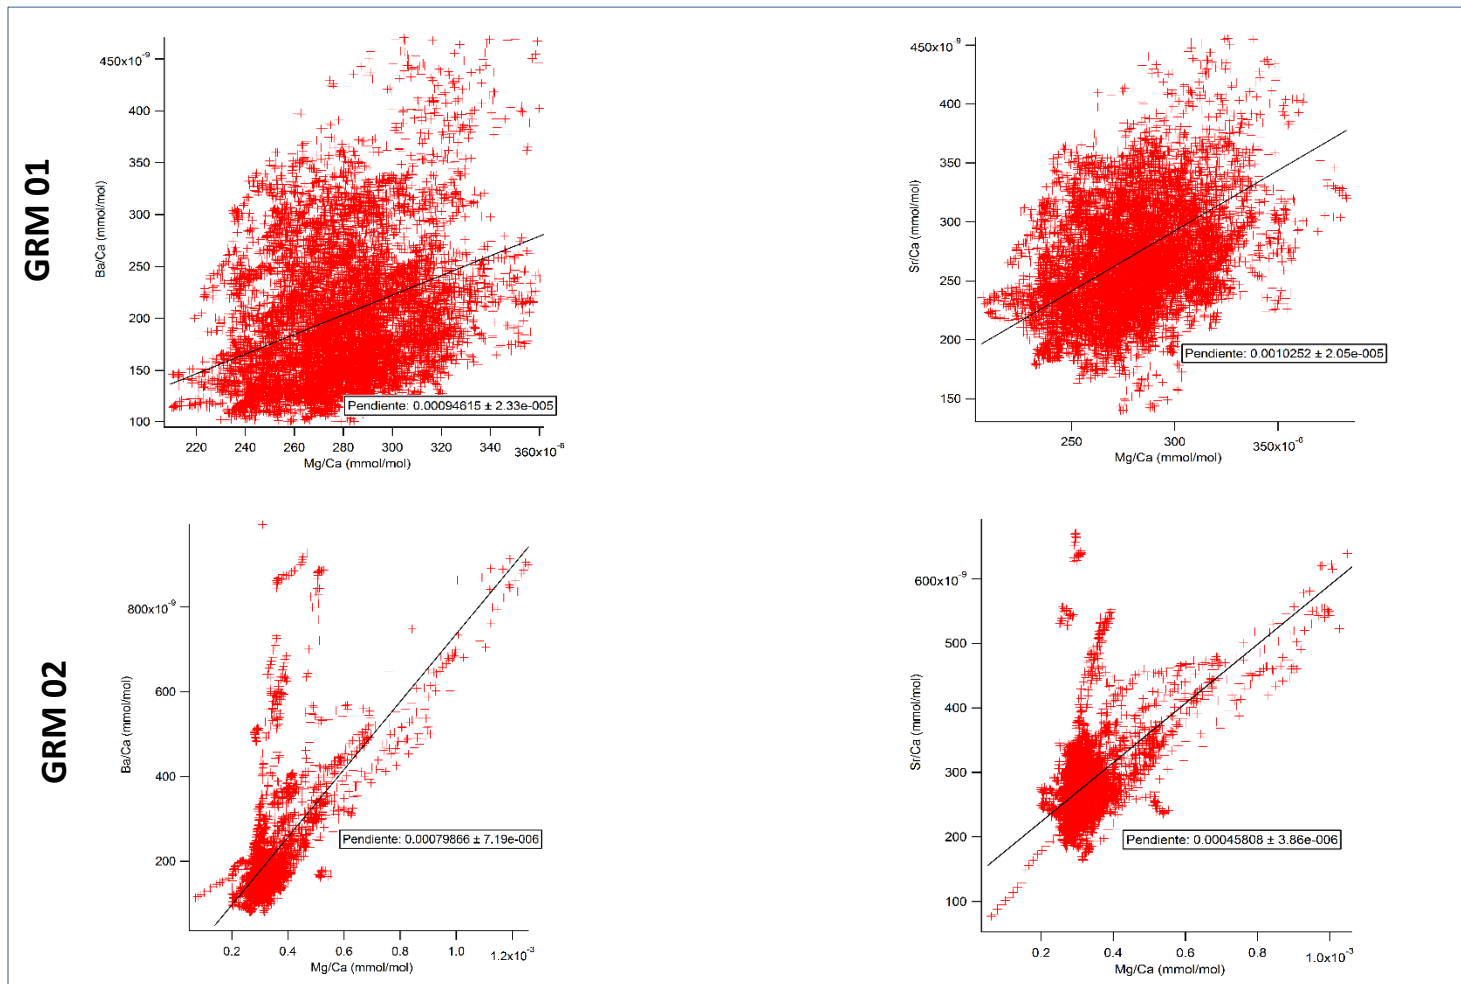 GRM 01
450x10⁻⁹
400
350
300
250
200
150
100
Ba/Ca (mmol/mol)
Pendiente: 0.00094615 ± 2.33e-005
220
240
260
280
300
320
340
360x10⁻⁶
Mg/Ca (mmol/mol)
450x10⁻⁹
400
350
300
250
200
150
Sr/Ca (mmol/mol)
Pendiente: 0.0010252 ± 2.05e-005
250
300
350x10⁻⁶
Mg/Ca (mmol/mol)
GRM 02
800x10⁻⁹
600
400
200
Ba/Ca (mmol/mol)
Pendiente: 0.00079866 ± 7.19e-006
0.2
0.4
0.6
0.8
1.0
1.2x10⁻³
Mg/Ca (mmol/mol)
600x10⁻⁹
500
400
300
200
100
Sr/Ca (mmol/mol)
Pendiente: 0.00045808 ± 3.86e-006
0.2
0.4
0.6
0.8
1.0x10⁻³
Mg/Ca (mmol/mol)